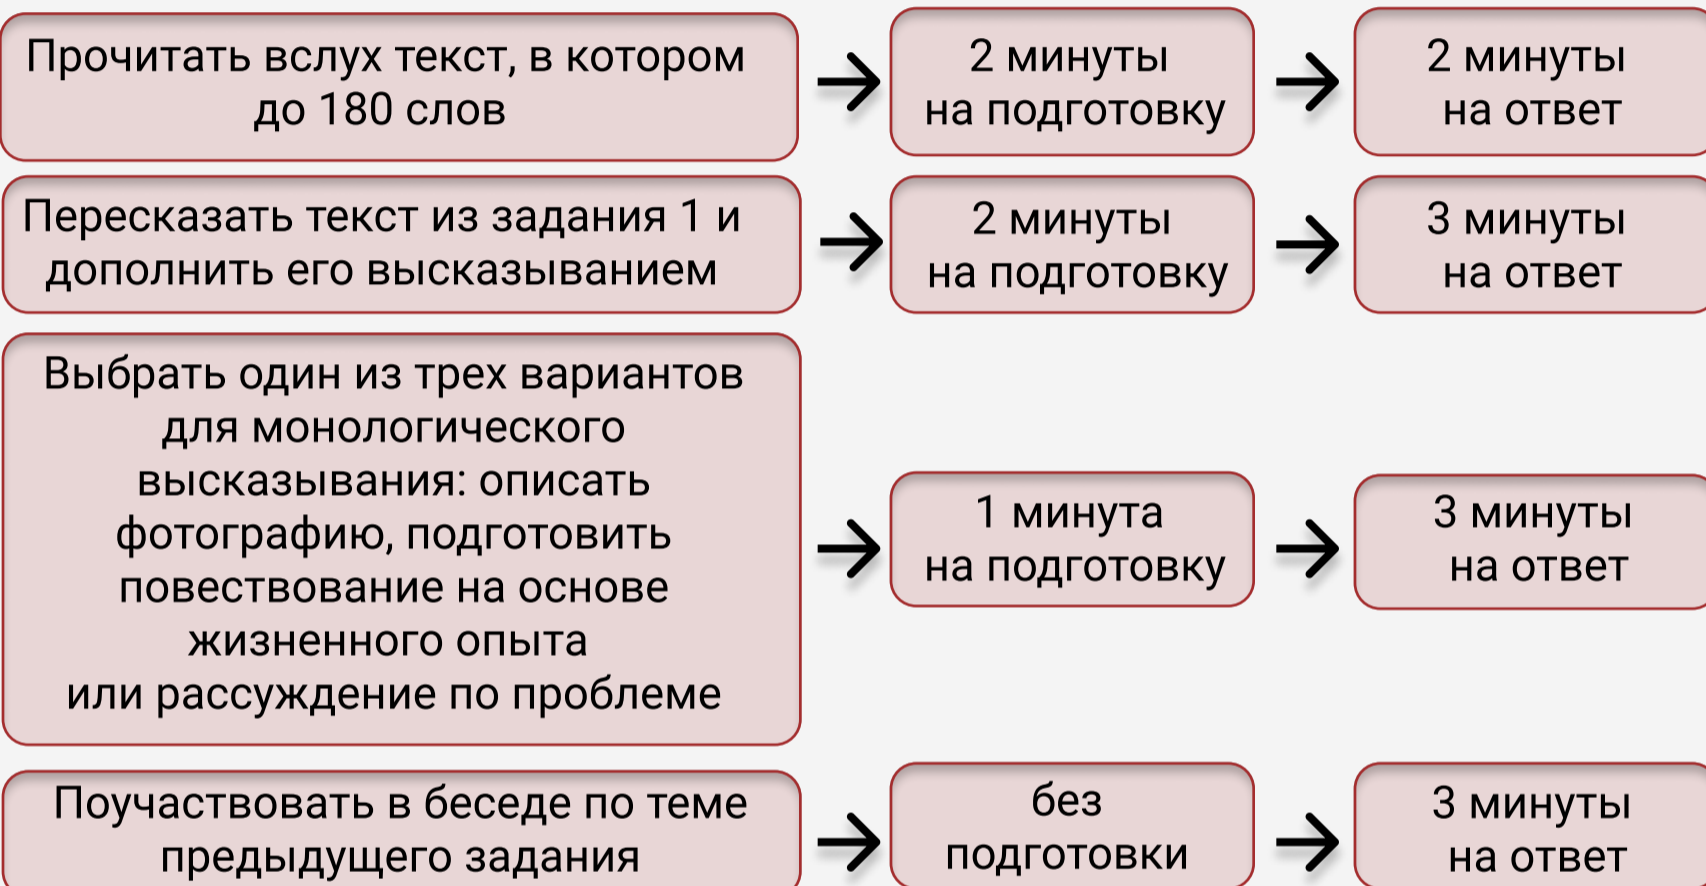 Прочитать вслух текст, в котором
до 180 слов
2 минуты
на подготовку
2 минуты
на ответ
Пересказать текст из задания 1 и
дополнить его высказыванием
2 минуты
на подготовку
3 минуты
на ответ
Выбрать один из трех вариантов
для монологического
высказывания: описать
фотографию, подготовить
повествование на основе
жизненного опыта
или рассуждение по проблеме
1 минута
на подготовку
3 минуты
на ответ
Поучаствовать в беседе по теме
предыдущего задания
без
подготовки
3 минуты
на ответ